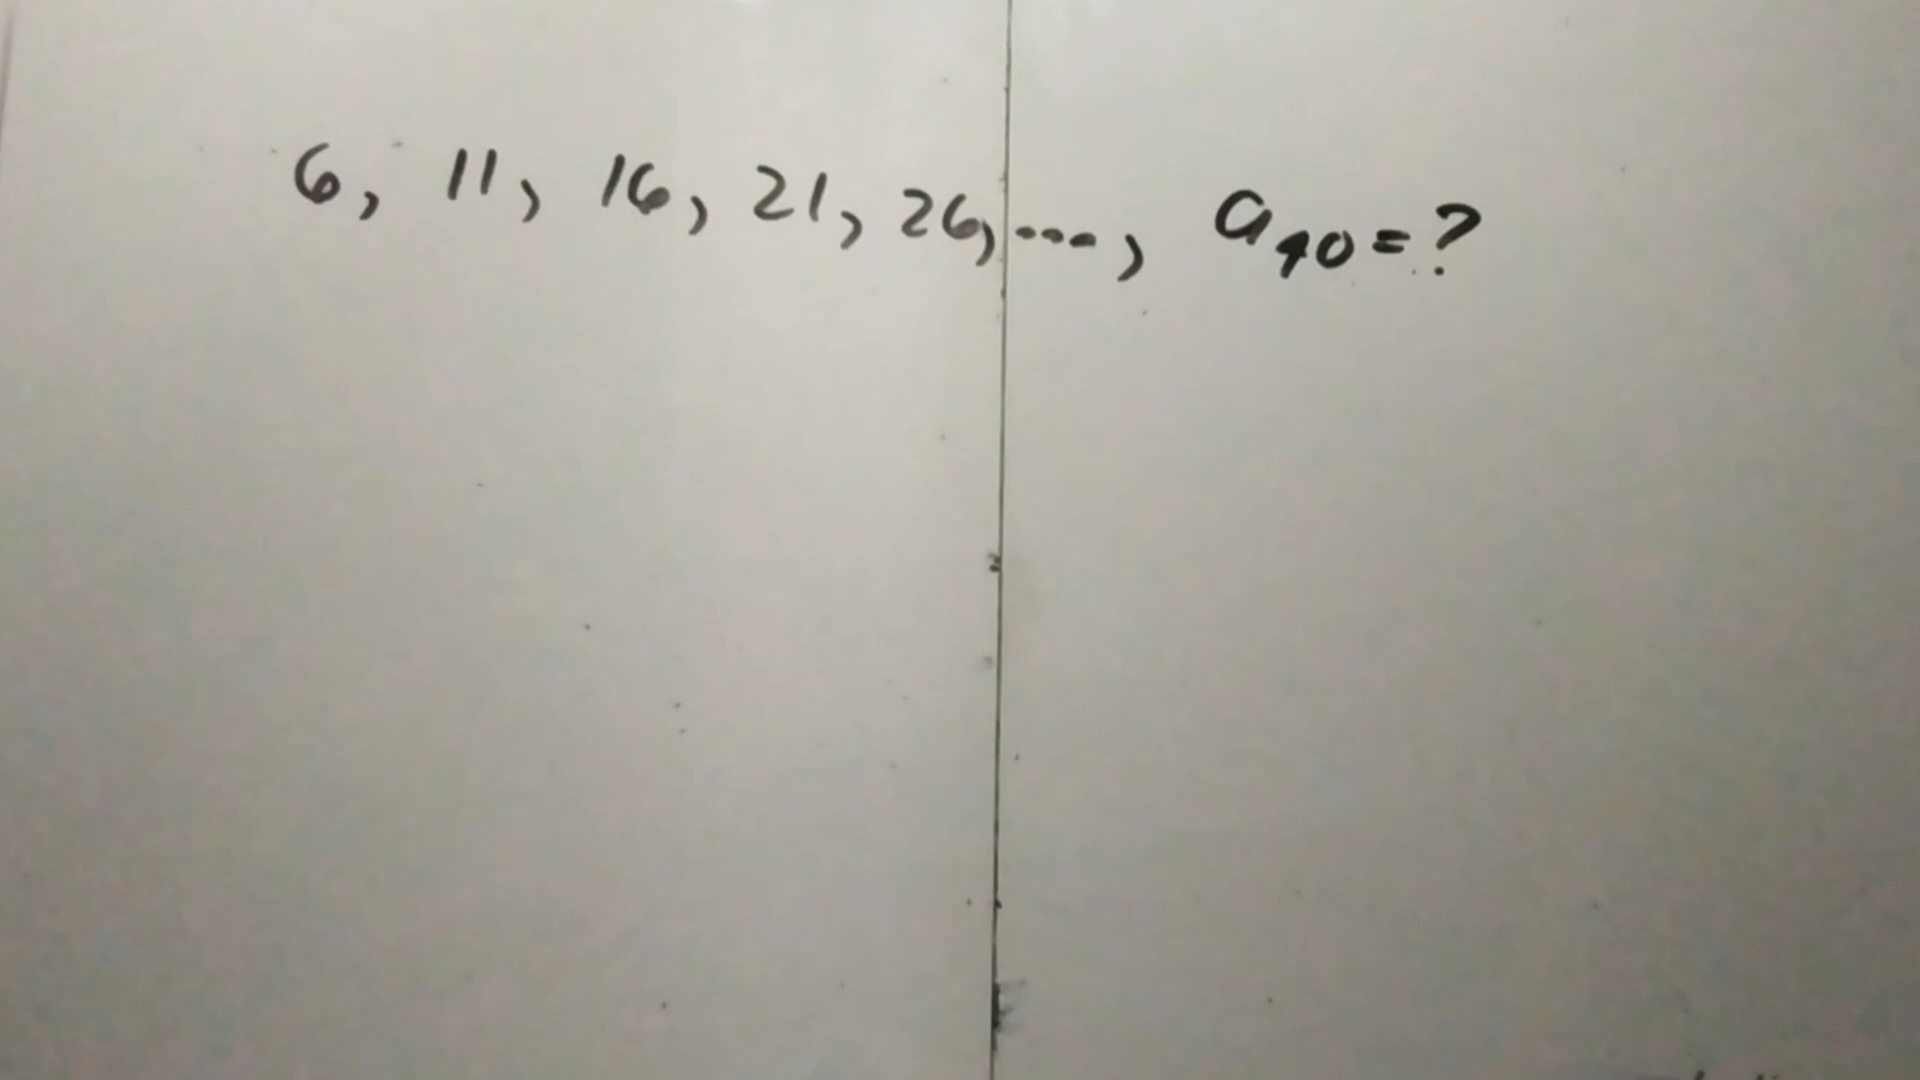 6, 11, 16, 21, 26, ..., a₄₀ = ?